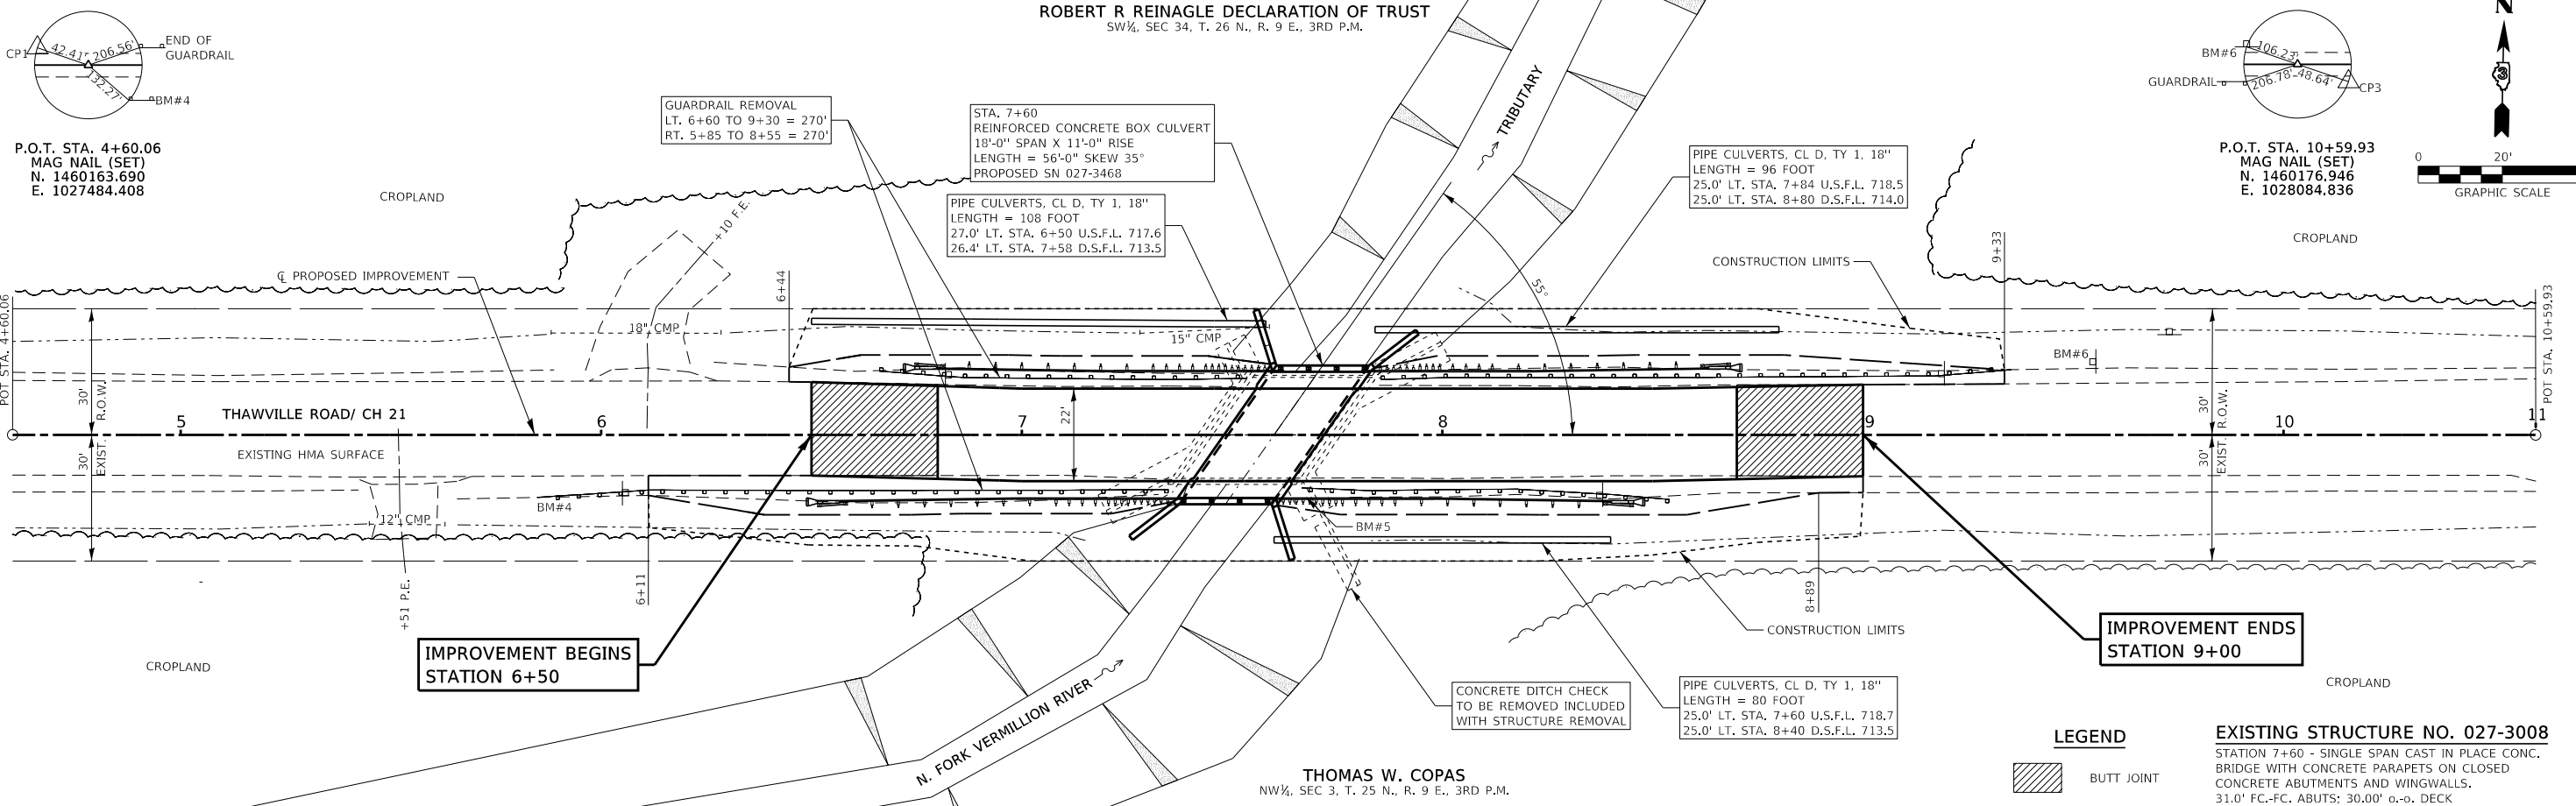 ROBERT R REINAGLE DECLARATION OF TRUST
SW¼, SEC 34, T. 26 N., R. 9 E., 3RD P.M.
CP1
42.41'
206.56'
132.27'
END OF
GUARDRAIL
BM#4
P.O.T. STA. 4+60.06
MAG NAIL (SET)
N. 1460163.690
E. 1027484.408
BM#6
106.23'
206.78'
48.64'
GUARDRAIL
CP3
P.O.T. STA. 10+59.93
MAG NAIL (SET)
N. 1460176.946
E. 1028084.836
N
3
0
20'
GRAPHIC SCALE
GUARDRAIL REMOVAL
LT. 6+60 TO 9+30 = 270'
RT. 5+85 TO 8+55 = 270'
STA. 7+60
REINFORCED CONCRETE BOX CULVERT
18'-0" SPAN X 11'-0" RISE
LENGTH = 56'-0" SKEW 35°
PROPOSED SN 027-3468
PIPE CULVERTS, CL D, TY 1, 18"
LENGTH = 108 FOOT
27.0' LT. STA. 6+50 U.S.F.L. 717.6
26.4' LT. STA. 7+58 D.S.F.L. 713.5
PIPE CULVERTS, CL D, TY 1, 18"
LENGTH = 96 FOOT
25.0' LT. STA. 7+84 U.S.F.L. 718.5
25.0' LT. STA. 8+80 D.S.F.L. 714.0
TRIBUTARY
CROPLAND
CROPLAND
+10 F.E.
℄ PROPOSED IMPROVEMENT
6+44
55°
CONSTRUCTION LIMITS
9+33
POT STA. 4+60.06
POT STA. 10+59.93
18" CMP
15" CMP
BM#6
30'
R.O.W.
30'
R.O.W.
THAWVILLE ROAD/ CH 21
5
6
7
8
9
10
11
22'
30'
EXIST.
EXISTING HMA SURFACE
30'
EXIST.
BM#4
12" CMP
BM#5
+51 P.E.
6+11
8+89
CONSTRUCTION LIMITS
IMPROVEMENT BEGINS
STATION 6+50
IMPROVEMENT ENDS
STATION 9+00
CROPLAND
CROPLAND
CONCRETE DITCH CHECK
TO BE REMOVED INCLUDED
WITH STRUCTURE REMOVAL
PIPE CULVERTS, CL D, TY 1, 18"
LENGTH = 80 FOOT
25.0' LT. STA. 7+60 U.S.F.L. 718.7
25.0' LT. STA. 8+40 D.S.F.L. 713.5
N. FORK VERMILLION RIVER
THOMAS W. COPAS
NW¼, SEC 3, T. 25 N., R. 9 E., 3RD P.M.
LEGEND
BUTT JOINT
EXISTING STRUCTURE NO. 027-3008
STATION 7+60 - SINGLE SPAN CAST IN PLACE CONC.
BRIDGE WITH CONCRETE PARAPETS ON CLOSED
CONCRETE ABUTMENTS AND WINGWALLS.
31.0' FC.-FC. ABUTS; 30.00' o.-o. DECK